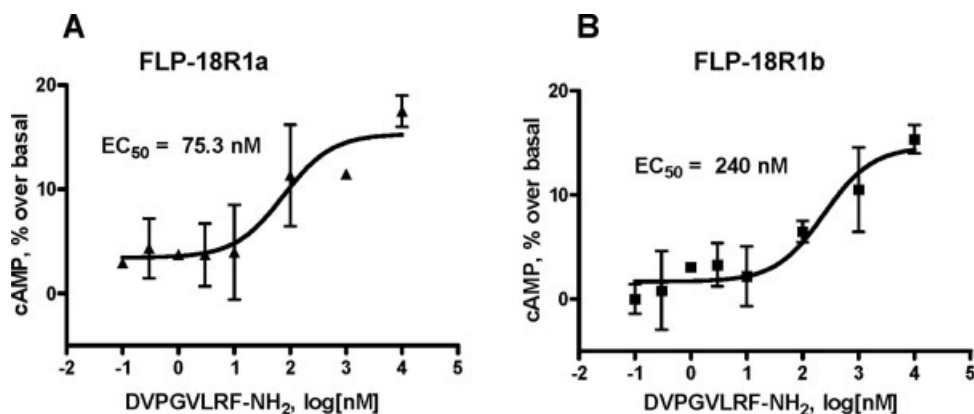 A
FLP-18R1a
20
10
0
cAMP, % over basal
EC₅₀ = 75.3 nM
-2 -1 0 1 2 3 4 5
DVPGVLRF-NH₂, log[nM]
B
FLP-18R1b
20
10
0
cAMP, % over basal
EC₅₀ = 240 nM
-2 -1 0 1 2 3 4 5
DVPGVLRF-NH₂, log[nM]